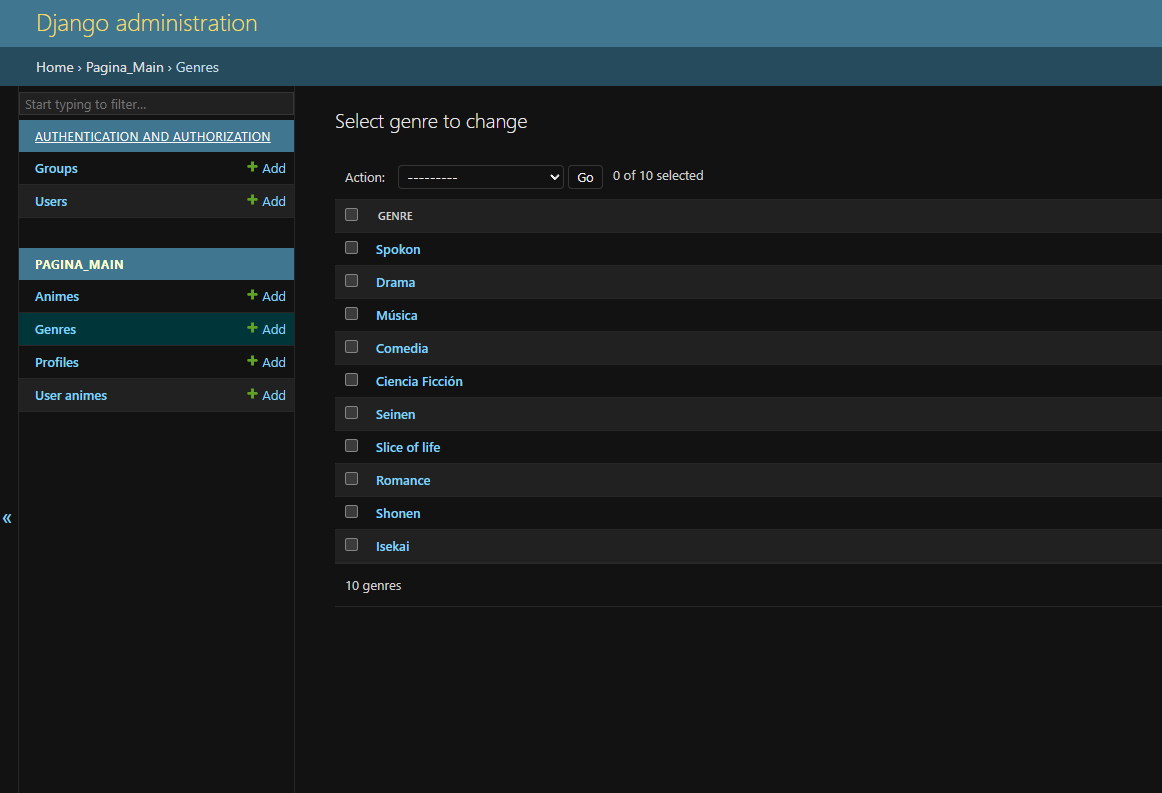 Django administration
Home › Pagina_Main › Genres
Start typing to filter...
AUTHENTICATION AND AUTHORIZATION
Groups + Add
Users + Add
PAGINA_MAIN
Animes + Add
Genres + Add
Profiles + Add
User animes + Add
«
Select genre to change
Action: --------- Go 0 of 10 selected
GENRE
Spokon
Drama
Música
Comedia
Ciencia Ficción
Seinen
Slice of life
Romance
Shonen
Isekai
10 genres